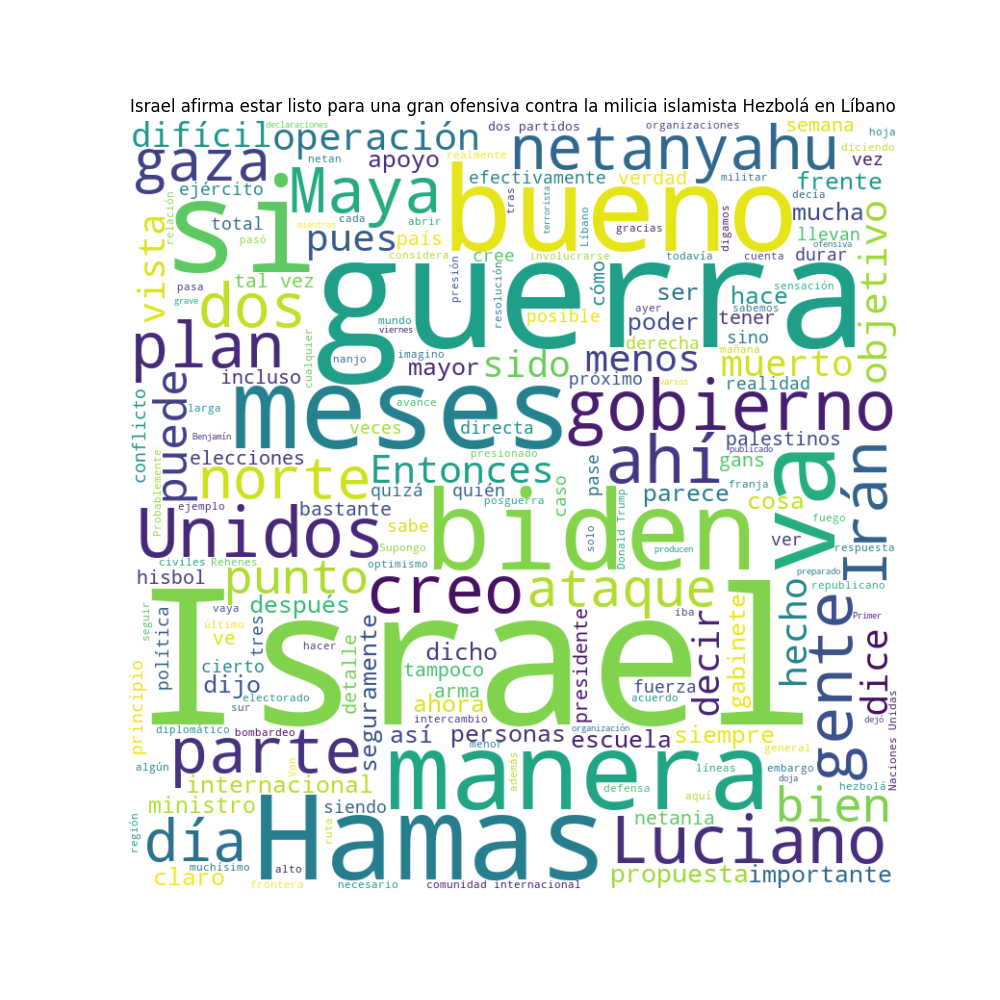 Israel afirma estar listo para una gran ofensiva contra la milicia islamista Hezbolá en Líbano
difícil
operación
declaraciones
dos partidos
organizaciones
semana
hoja
gaza
netan
apoyo
realmente
netanyahu
diciendo
vez
si
ejército
Maya
bueno
efectivamente
verdad
militar
frente
relación
cada
tras
terrorista
decía
vista
total
pasó
mientras
abrir
pues
país
Líbano
gracias
digamos
mucha
llevan
objetivo
considera
cree
involucrarse
todavía
cuenta
ofensiva
durar
pasa
tal vez
guerra
presión
resolución
cómo
ser
hace
sensación
grave
dos
mundo
viernes
posible
ayer
poder
tener
sabemos
plan
cualquier
nanjo
imagino
derecha
sino
mañana
incluso
mayor
sido
menos
muerto
puede
próximo
varios
realidad
conflicto
larga
meses
avance
gobierno
Benjamín
veces
directa
palestinos
elecciones
presionado
ahí
publicado
gans
norte
Entonces
caso
pase
Irán
Probablemente
ejemplo
quizá
quién
posguerra
parece
franja
cosa
va
bastante
Unidos
sabe
biden
solo
Donald Trump
fuego
ver
Supongo
producen
respuesta
civiles
Rehenes
optimismo
hisbol
punto
creo
ataque
preparado
republicano
hecho
gente
seguir
vaya
después
iba
Primer
política
último
ve
tres
hacer
Israel
presidente
decir
gabinete
dice
cierto
detalle
seguramente
dicho
tampoco
principio
dijo
electorado
arma
fuerza
ahora
acuerdo
sur
intercambio
diplomático
bombardeo
así
personas
organización
escuela
siempre
dejó
Naciones Unidas
parte
menor
general
algún
Van
manera
además
líneas
embargo
doja
hezbolá
internacional
defensa
aquí
bien
ministro
siendo
netania
región
día
ruta
Hamas
Luciano
muchísimo
alto
claro
frontera
necesario
comunidad internacional
propuesta
importante